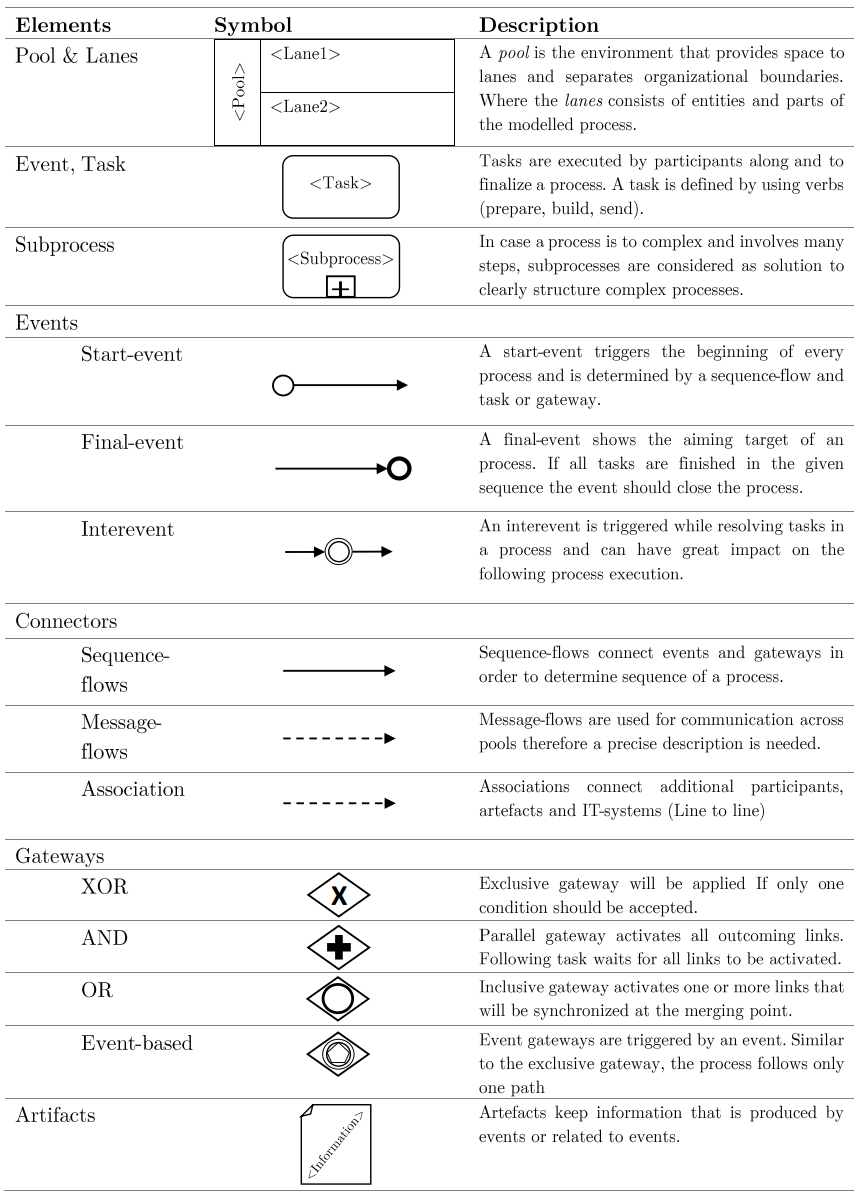 Elements Symbol Description
Pool & Lanes
<Pool>
<Lane1>
<Lane2>
A pool is the environment that provides space to
lanes and separates organizational boundaries.
Where the lanes consists of entities and parts of
the modelled process.
Event, Task
<Task>
Tasks are executed by participants along and to
finalize a process. A task is defined by using verbs
(prepare, build, send).
Subprocess
<Subprocess>
In case a process is to complex and involves many
steps, subprocesses are considered as solution to
clearly structure complex processes.
Events
Start-event
A start-event triggers the beginning of every
process and is determined by a sequence-flow and
task or gateway.
Final-event
A final-event shows the aiming target of an
process. If all tasks are finished in the given
sequence the event should close the process.
Interevent
An interevent is triggered while resolving tasks in
a process and can have great impact on the
following process execution.
Connectors
Sequence-
flows
Sequence-flows connect events and gateways in
order to determine sequence of a process.
Message-
flows
Message-flows are used for communication across
pools therefore a precise description is needed.
Association
Associations connect additional participants,
artefacts and IT-systems (Line to line)
Gateways
XOR
X
Exclusive gateway will be applied If only one
condition should be accepted.
AND
Parallel gateway activates all outcoming links.
Following task waits for all links to be activated.
OR
Inclusive gateway activates one or more links that
will be synchronized at the merging point.
Event-based
Event gateways are triggered by an event. Similar
to the exclusive gateway, the process follows only
one path
Artifacts
<Information>
Artefacts keep information that is produced by
events or related to events.